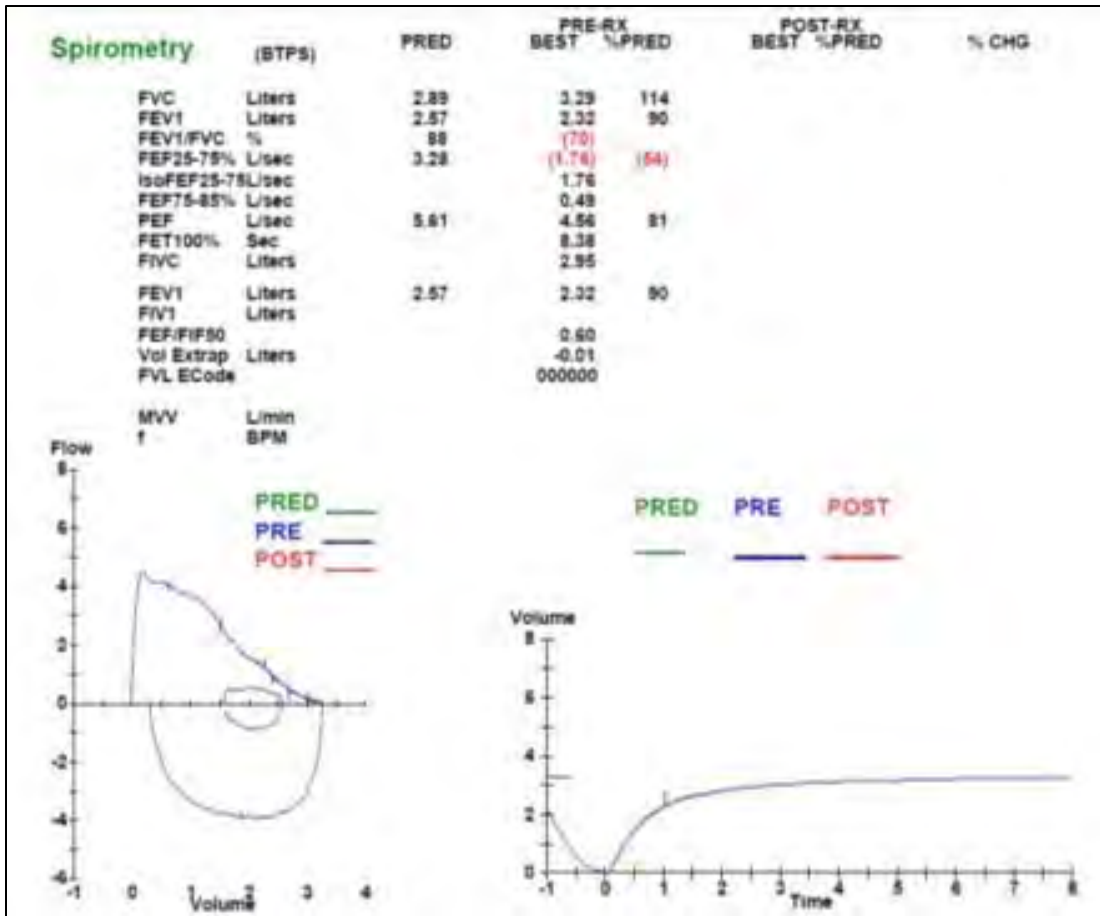 PRE-RX POST-RX
Spirometry (BTPS) PRED BEST %PRED BEST %PRED % CHG
FVC Liters 2.89 3.29 114
FEV1 Liters 2.57 2.32 90
FEV1/FVC % 88 (70)
FEF25-75% L/sec 3.28 (1.76) (54)
IsoFEF25-75L/sec 1.76
FEF75-85% L/sec 0.49
PEF L/sec 5.61 4.56 81
FET100% Sec 8.38
FIVC Liters 2.95
FEV1 Liters 2.57 2.32 90
FIV1 Liters
FEF/FIF50 0.60
Vol Extrap Liters -0.01
FVL ECode 000000
MVV L/min
f BPM
Flow
8
6
4
2
0
-2
-4
-6
-1 0 1 2 3 4
Volume
PRED
PRE
POST
PRED PRE POST
Volume
8
6
4
2
0
-1 0 1 2 3 4 5 6 7 8
Time